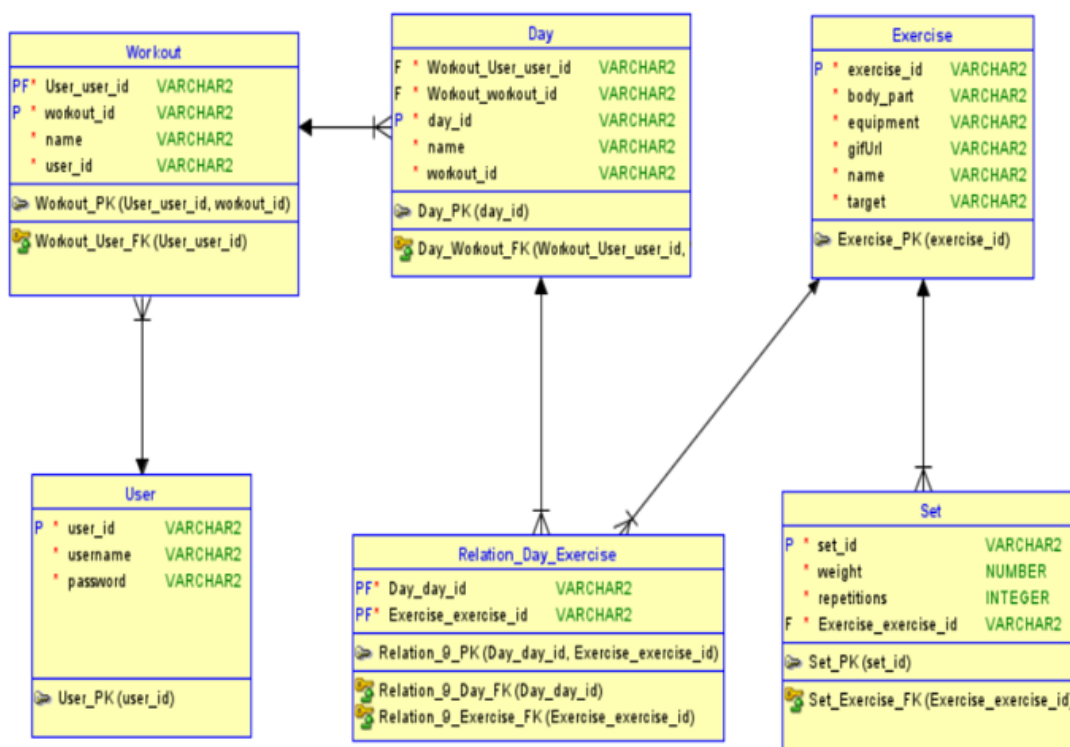 Workout
PF* User_user_id VARCHAR2
P * workout_id VARCHAR2
* name VARCHAR2
* user_id VARCHAR2
Workout_PK (User_user_id, workout_id)
Workout_User_FK (User_user_id)
Day
F * Workout_User_user_id VARCHAR2
F * Workout_workout_id VARCHAR2
P * day_id VARCHAR2
* name VARCHAR2
* workout_id VARCHAR2
Day_PK (day_id)
Day_Workout_FK (Workout_User_user_id,
Exercise
P * exercise_id VARCHAR2
* body_part VARCHAR2
* equipment VARCHAR2
* gifUrl VARCHAR2
* name VARCHAR2
* target VARCHAR2
Exercise_PK (exercise_id)
User
P * user_id VARCHAR2
* username VARCHAR2
* password VARCHAR2
User_PK (user_id)
Relation_Day_Exercise
PF* Day_day_id VARCHAR2
PF* Exercise_exercise_id VARCHAR2
Relation_9_PK (Day_day_id, Exercise_exercise_id)
Relation_9_Day_FK (Day_day_id)
Relation_9_Exercise_FK (Exercise_exercise_id)
Set
P * set_id VARCHAR2
* weight NUMBER
* repetitions INTEGER
F * Exercise_exercise_id VARCHAR2
Set_PK (set_id)
Set_Exercise_FK (Exercise_exercise_id)